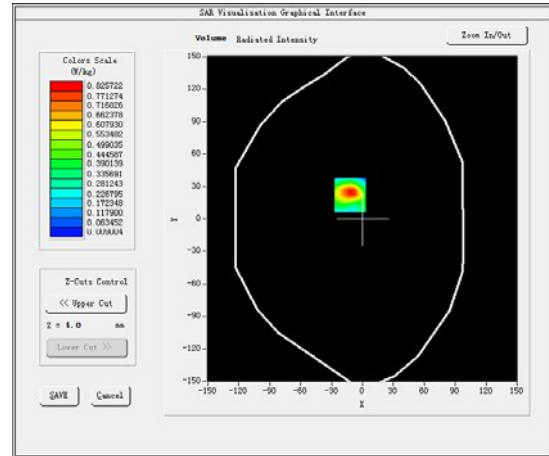 SAR Visualisation Graphical Interface
Volume Radiated Intensity
Zoom In/Out
Colors Scale
(W/kg)
0.825722
0.771274
0.716826
0.662378
0.607930
0.553482
0.499035
0.444587
0.390139
0.335691
0.281243
0.226795
0.172348
0.117900
0.063452
0.009004
150
120
90
60
30
0
-30
-60
-90
-120
-150
Y
-150 -120 -90 -60 -30 0 30 60 90 120 150
X
Z-Cuts Control
<< Upper Cut
Z = 4.0 mm
Lower Cut >>
SAVE
Cancel